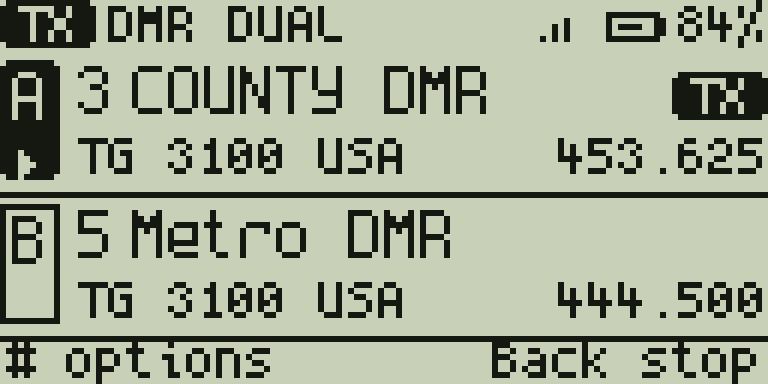 TX DMR DUAL 84%
A 3 COUNTY DMR TX
TG 3100 USA 453.625
B 5 Metro DMR
TG 3100 USA 444.500
# options Back stop